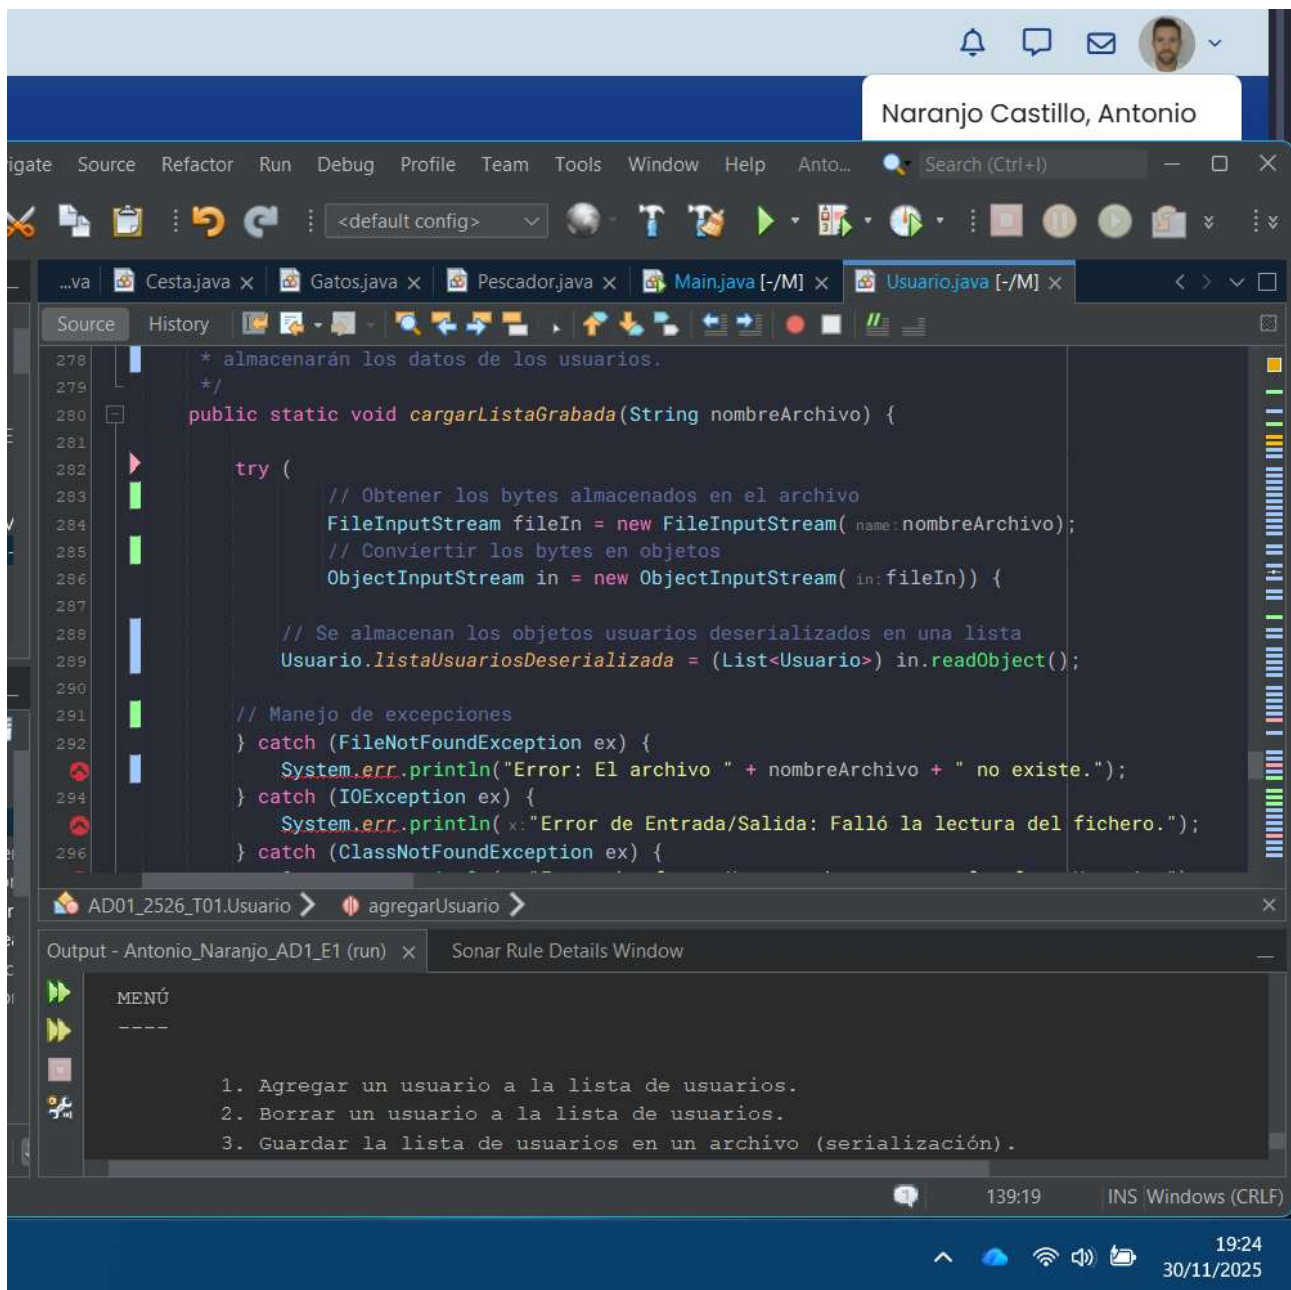 Naranjo Castillo, Antonio
Source Refactor Run Debug Profile Team Tools Window Help Anto... Search (Ctrl+I)
<default config>
...va Cesta.java Gatos.java Pescador.java Main.java [-/M] Usuario.java [-/M]
Source History
278 * almacenarán los datos de los usuarios.
279 */
280 public static void cargarListaGrabada(String nombreArchivo) {
281
282 try (
283 // Obtener los bytes almacenados en el archivo
284 FileInputStream fileIn = new FileInputStream( name: nombreArchivo);
285 // Conviertir los bytes en objetos
286 ObjectInputStream in = new ObjectInputStream( in: fileIn)) {
287
288 // Se almacenan los objetos usuarios deserializados en una lista
289 Usuario.listaUsuariosDeserializada = (List<Usuario>) in.readObject();
290
291 // Manejo de excepciones
292 } catch (FileNotFoundException ex) {
System.err.println("Error: El archivo " + nombreArchivo + " no existe.");
294 } catch (IOException ex) {
System.err.println( x: "Error de Entrada/Salida: Falló la lectura del fichero.");
296 } catch (ClassNotFoundException ex) {
AD01_2526_T01.Usuario agregarUsuario
Output - Antonio_Naranjo_AD1_E1 (run) Sonar Rule Details Window
MENÚ
----
1. Agregar un usuario a la lista de usuarios.
2. Borrar un usuario a la lista de usuarios.
3. Guardar la lista de usuarios en un archivo (serialización).
1 139:19 INS Windows (CRLF)
19:24
30/11/2025